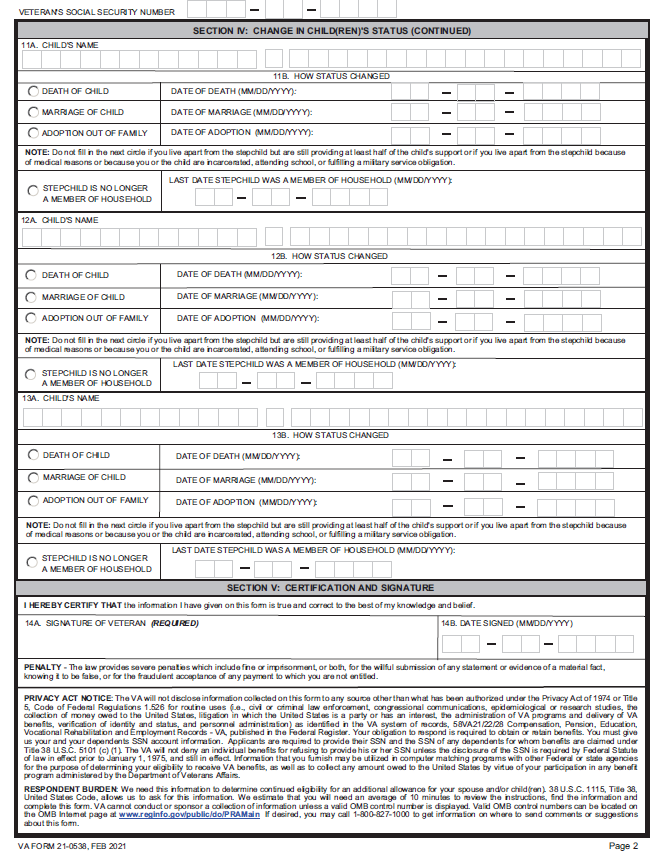 VETERAN'S SOCIAL SECURITY NUMBER
SECTION IV: CHANGE IN CHILD(REN)'S STATUS (CONTINUED)
11A. CHILD'S NAME
11B. HOW STATUS CHANGED
DEATH OF CHILD DATE OF DEATH (MM/DD/YYYY):
MARRIAGE OF CHILD DATE OF MARRIAGE (MM/DD/YYYY):
ADOPTION OUT OF FAMILY DATE OF ADOPTION (MM/DD/YYYY):
NOTE: Do not fill in the next circle if you live apart from the stepchild but are still providing at least half of the child's support or if you live apart from the stepchild because
of medical reasons or because you or the child are incarcerated, attending school, or fulfilling a military service obligation.
STEPCHILD IS NO LONGER
A MEMBER OF HOUSEHOLD
LAST DATE STEPCHILD WAS A MEMBER OF HOUSEHOLD (MM/DD/YYYY):
12A. CHILD'S NAME
12B. HOW STATUS CHANGED
DEATH OF CHILD DATE OF DEATH (MM/DD/YYYY):
MARRIAGE OF CHILD DATE OF MARRIAGE (MM/DD/YYYY):
ADOPTION OUT OF FAMILY DATE OF ADOPTION (MM/DD/YYYY):
NOTE: Do not fill in the next circle if you live apart from the stepchild but are still providing at least half of the child's support or if you live apart from the stepchild because
of medical reasons or because you or the child are incarcerated, attending school, or fulfilling a military service obligation.
STEPCHILD IS NO LONGER
A MEMBER OF HOUSEHOLD
LAST DATE STEPCHILD WAS A MEMBER OF HOUSEHOLD (MM/DD/YYYY):
13A. CHILD'S NAME
13B. HOW STATUS CHANGED
DEATH OF CHILD DATE OF DEATH (MM/DD/YYYY):
MARRIAGE OF CHILD DATE OF MARRIAGE (MM/DD/YYYY):
ADOPTION OUT OF FAMILY DATE OF ADOPTION (MM/DD/YYYY):
NOTE: Do not fill in the next circle if you live apart from the stepchild but are still providing at least half of the child's support or if you live apart from the stepchild because
of medical reasons or because you or the child are incarcerated, attending school, or fulfilling a military service obligation.
STEPCHILD IS NO LONGER
A MEMBER OF HOUSEHOLD
LAST DATE STEPCHILD WAS A MEMBER OF HOUSEHOLD (MM/DD/YYYY):
SECTION V: CERTIFICATION AND SIGNATURE
I HEREBY CERTIFY THAT the information I have given on this form is true and correct to the best of my knowledge and belief.
14A. SIGNATURE OF VETERAN (REQUIRED) 14B. DATE SIGNED (MM/DD/YYYY)
PENALTY - The law provides severe penalties which include fine or imprisonment, or both, for the willful submission of any statement or evidence of a material fact,
knowing it to be false, or for the fraudulent acceptance of any payment to which you are not entitled.
PRIVACY ACT NOTICE: The VA will not disclose information collected on this form to any source other than what has been authorized under the Privacy Act of 1974 or Title
5, Code of Federal Regulations 1.526 for routine uses (i.e., civil or criminal law enforcement, congressional communications, epidemiological or research studies, the
collection of money owed to the United States, litigation in which the United States is a party or has an interest, the administration of VA programs and delivery of VA
benefits, verification of identity and status, and personnel administration) as identified in the VA system of records, 58VA21/22/28 Compensation, Pension, Education,
Vocational Rehabilitation and Employment Records - VA, published in the Federal Register. Your obligation to respond is required to obtain or retain benefits. You must give
us your and your dependents SSN account information. Applicants are required to provide their SSN and the SSN of any dependents for whom benefits are claimed under
Title 38 U.S.C. 5101 (c) (1). The VA will not deny an individual benefits for refusing to provide his or her SSN unless the disclosure of the SSN is required by Federal Statute
of law in effect prior to January 1, 1975, and still in effect. Information that you furnish may be utilized in computer matching programs with other Federal or state agencies
for the purpose of determining your eligibility to receive VA benefits, as well as to collect any amount owed to the United States by virtue of your participation in any benefit
program administered by the Department of Veterans Affairs.
RESPONDENT BURDEN: We need this information to determine continued eligibility for an additional allowance for your spouse and/or child(ren). 38 U.S.C. 1115, Title 38,
United States Code, allows us to ask for this information. We estimate that you will need an average of 10 minutes to review the instructions, find the information and
complete this form. VA cannot conduct or sponsor a collection of information unless a valid OMB control number is displayed. Valid OMB control numbers can be located on
the OMB Internet page at www.reginfo.gov/public/do/PRAMain If desired, you may call 1-800-827-1000 to get information on where to send comments or suggestions
about this form.
VA FORM 21-0538, FEB 2021 Page 2